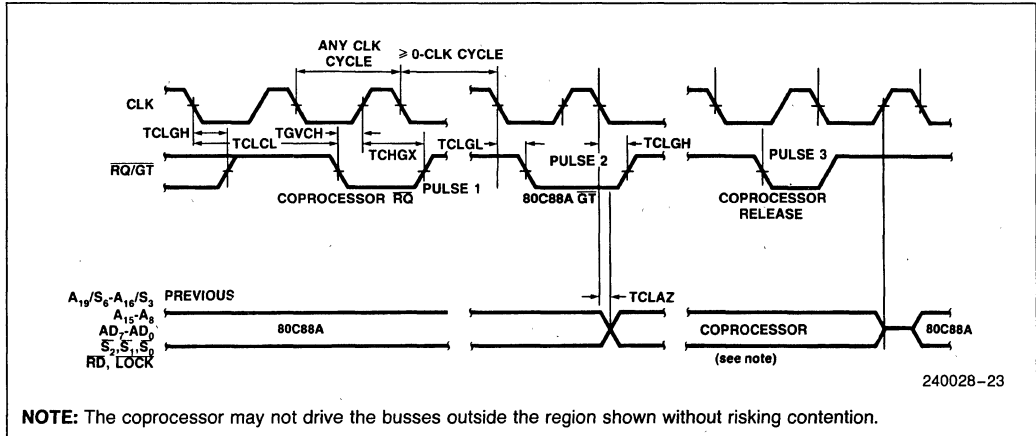 ANY CLK
CYCLE
≥ 0-CLK CYCLE
CLK
TCLGH
TCLCL
TGVCH
TCHGX
TCLGL
PULSE 2
TCLGH
PULSE 3
RQ/GT
COPROCESSOR RQ
PULSE 1
80C88A GT
COPROCESSOR
RELEASE
TCLAZ
A19/S6-A16/S3
PREVIOUS
A15-A8
AD7-AD0
80C88A
COPROCESSOR
80C88A
S2,S1,S0
RD, LOCK
(see note)
240028–23
NOTE: The coprocessor may not drive the busses outside the region shown without risking contention.